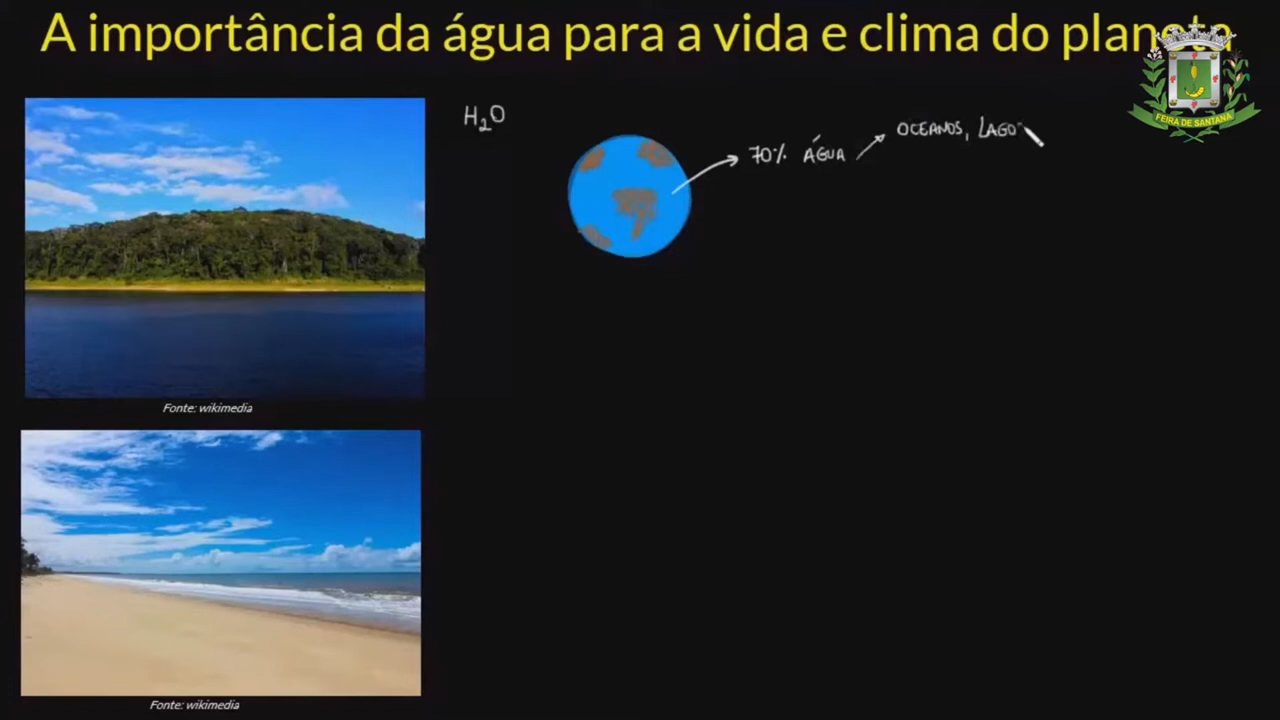 A importância da água para a vida e clima do planeta
FEIRA DE SANTANA
H₂O
70% ÁGUA
OCEANOS, LAGO
Fonte: wikimedia
Fonte: wikimedia